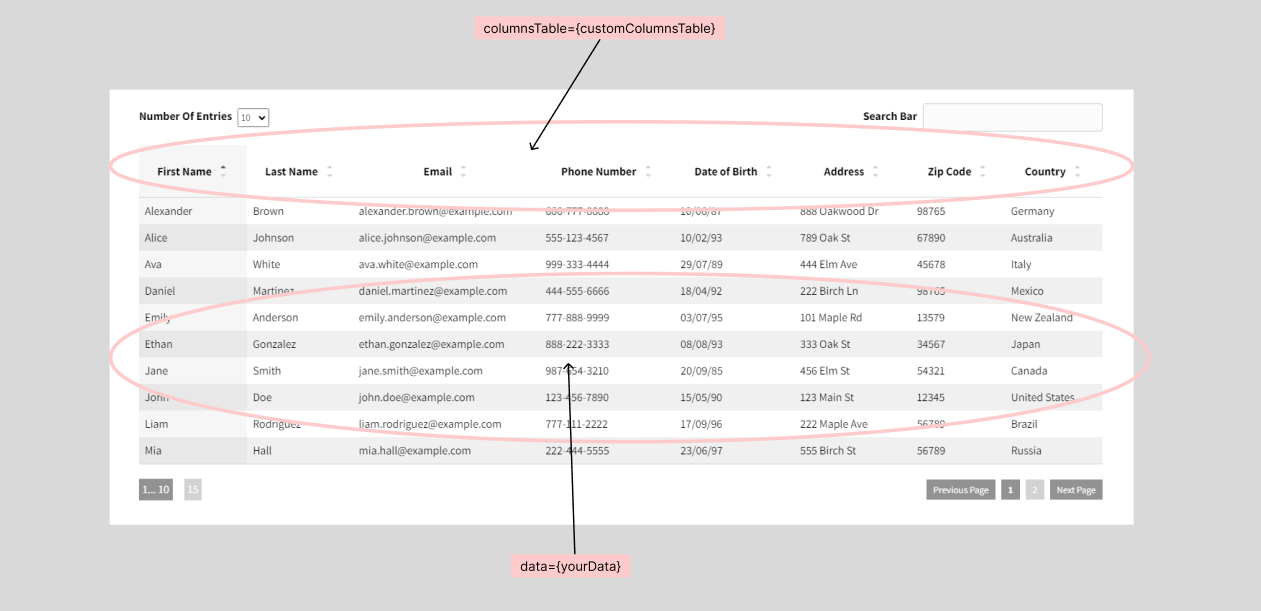 columnsTable={customColumnsTable}
Number Of Entries 10 Search Bar
First Name Last Name Email Phone Number Date of Birth Address Zip Code Country
Alexander Brown alexander.brown@example.com 666-777-8888 10/06/87 888 Oakwood Dr 98765 Germany
Alice Johnson alice.johnson@example.com 555-123-4567 10/02/93 789 Oak St 67890 Australia
Ava White ava.white@example.com 999-333-4444 29/07/89 444 Elm Ave 45678 Italy
Daniel Martinez daniel.martinez@example.com 444-555-6666 18/04/92 222 Birch Ln 98765 Mexico
Emily Anderson emily.anderson@example.com 777-888-9999 03/07/95 101 Maple Rd 13579 New Zealand
Ethan Gonzalez ethan.gonzalez@example.com 888-222-3333 08/08/93 333 Oak St 34567 Japan
Jane Smith jane.smith@example.com 987-654-3210 20/09/85 456 Elm St 54321 Canada
John Doe john.doe@example.com 123-456-7890 15/05/90 123 Main St 12345 United States
Liam Rodriguez liam.rodriguez@example.com 777-111-2222 17/09/96 222 Maple Ave 56789 Brazil
Mia Hall mia.hall@example.com 222-444-5555 23/06/97 555 Birch St 56789 Russia
1... 10 15 Previous Page 1 2 Next Page
data={yourData}